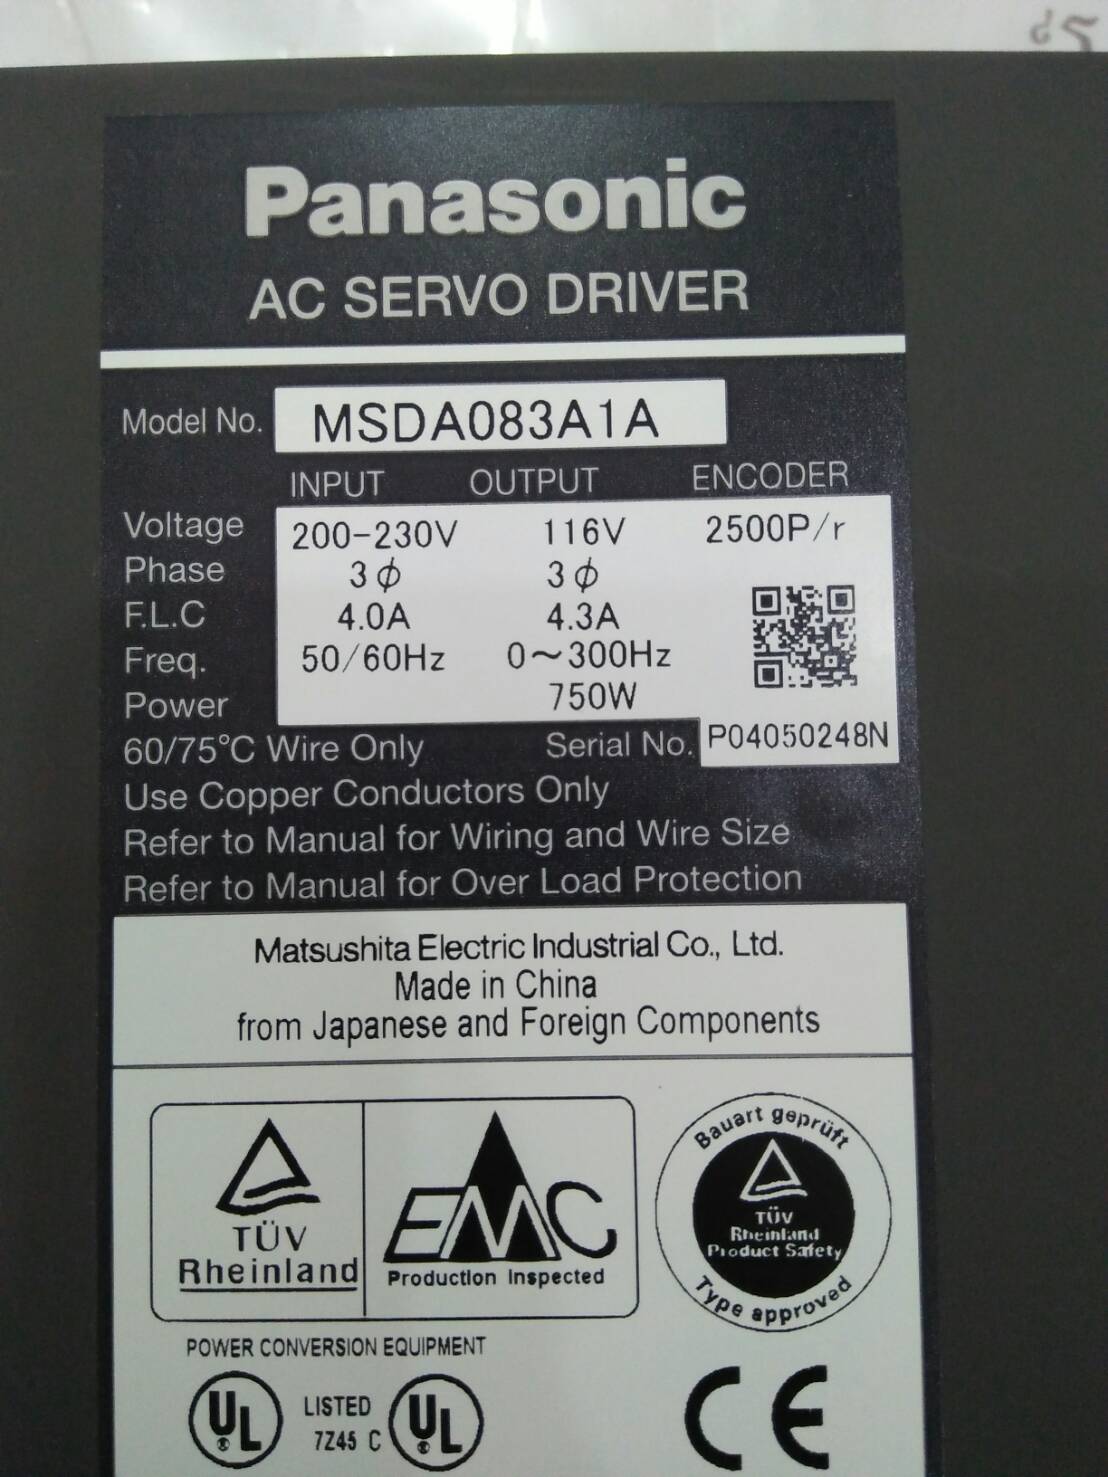 Panasonic
AC SERVO DRIVER
Model No. MSDA083A1A
INPUT OUTPUT ENCODER
Voltage 200-230V 116V 2500P/r
Phase 3ϕ 3ϕ
F.L.C 4.0A 4.3A
Freq. 50/60Hz 0~300Hz
Power 750W
60/75°C Wire Only Serial No. P04050248N
Use Copper Conductors Only
Refer to Manual for Wiring and Wire Size
Refer to Manual for Over Load Protection
Matsushita Electric Industrial Co., Ltd.
Made in China
from Japanese and Foreign Components
TÜV
Rheinland
EMC
Production Inspected
Bauart geprüft
TÜV
Rheinland
Product Safety
Type approved
POWER CONVERSION EQUIPMENT
UL LISTED UL
7Z45 C
CE